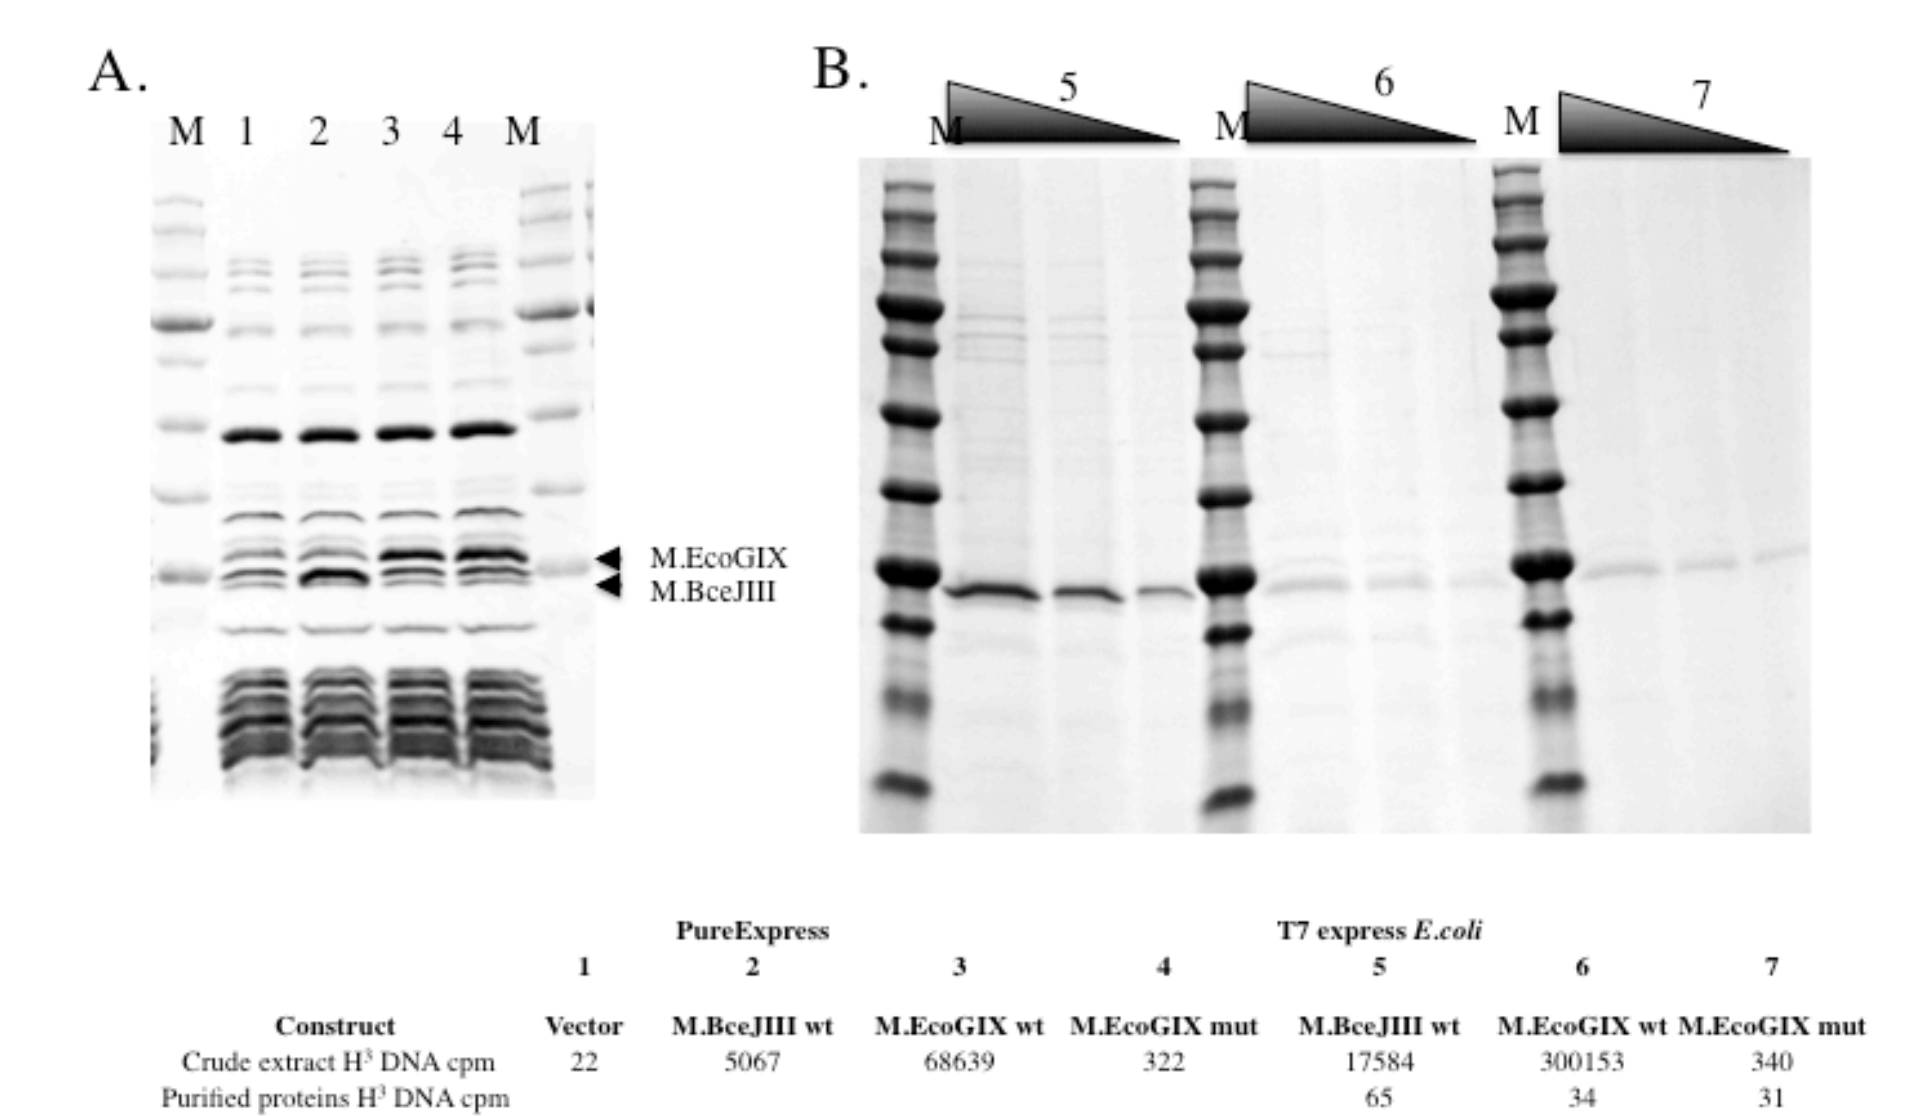 A.
M 1 2 3 4 M
M.EcoGIX
M.BceJIII
B.
M 5 M 6 M 7
PureExpress T7 express E.coli
1 2 3 4 5 6 7
Construct Vector M.BceJIII wt M.EcoGIX wt M.EcoGIX mut M.BceJIII wt M.EcoGIX wt M.EcoGIX mut
Crude extract H³ DNA cpm 22 5067 68639 322 17584 300153 340
Purified proteins H³ DNA cpm 65 34 31